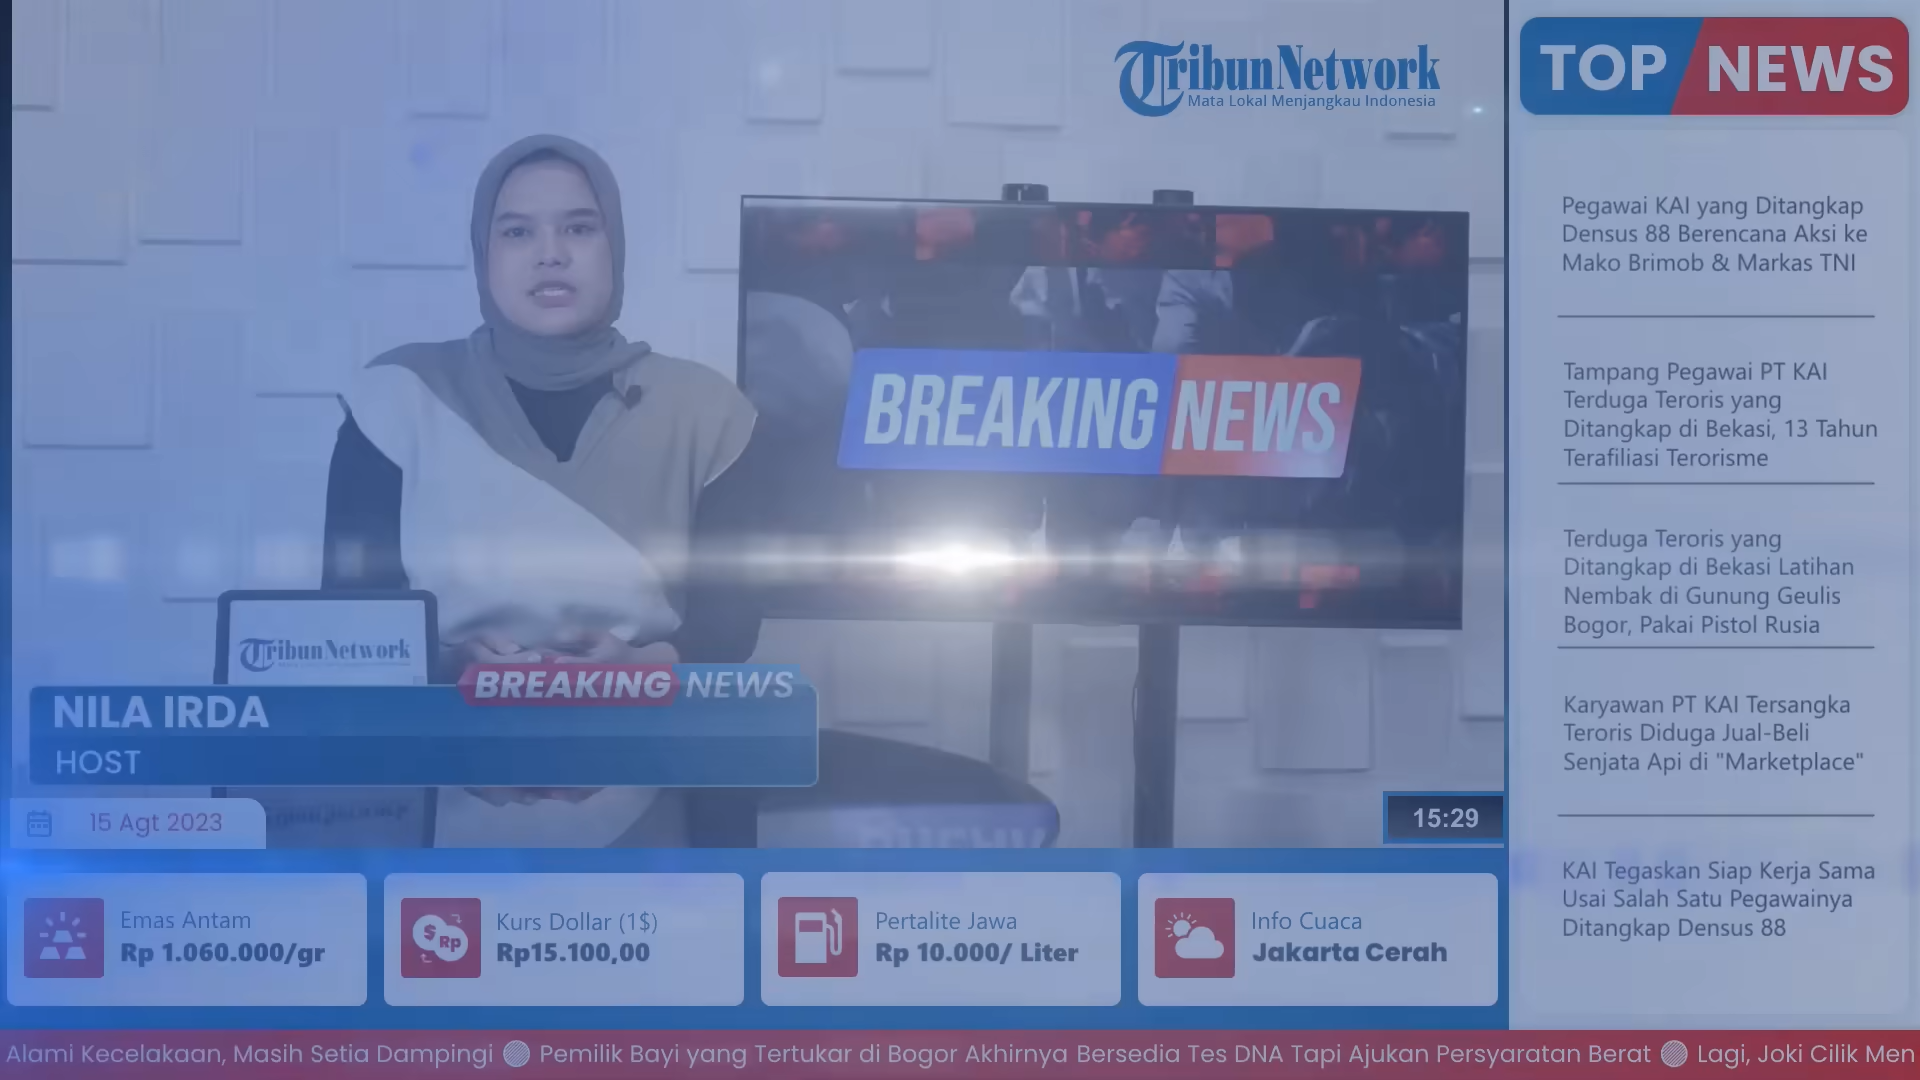 TribunNetwork
Mata Lokal Menjangkau Indonesia
TOP NEWS
Pegawai KAI yang Ditangkap
Densus 88 Berencana Aksi ke
Mako Brimob & Markas TNI
Tampang Pegawai PT KAI
Terduga Teroris yang
Ditangkap di Bekasi, 13 Tahun
Terafiliasi Terorisme
Terduga Teroris yang
Ditangkap di Bekasi Latihan
Nembak di Gunung Geulis
Bogor, Pakai Pistol Rusia
Karyawan PT KAI Tersangka
Teroris Diduga Jual-Beli
Senjata Api di "Marketplace"
KAI Tegaskan Siap Kerja Sama
Usai Salah Satu Pegawainya
Ditangkap Densus 88
BREAKING NEWS
TribunNetwork
BREAKING NEWS
NILA IRDA
HOST
15 Agt 2023
15:29
Emas Antam
Rp 1.060.000/gr
$ Rp
Kurs Dollar (1$)
Rp15.100,00
Pertalite Jawa
Rp 10.000/ Liter
Info Cuaca
Jakarta Cerah
Alami Kecelakaan, Masih Setia Dampingi Pemilik Bayi yang Tertukar di Bogor Akhirnya Bersedia Tes DNA Tapi Ajukan Persyaratan Berat Lagi, Joki Cilik Men